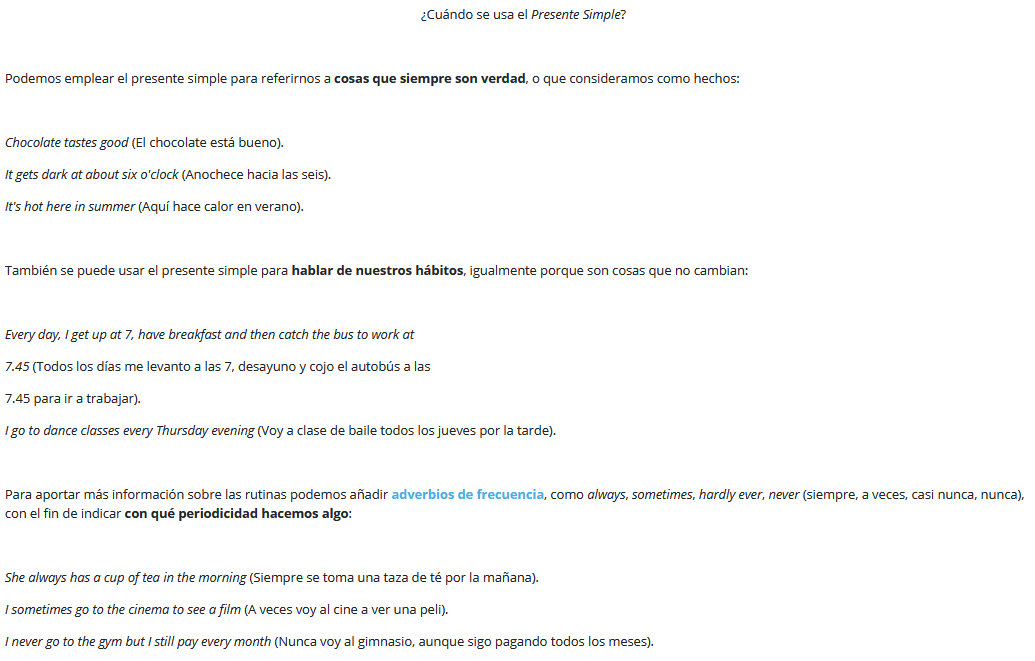 ¿Cuándo se usa el Presente Simple?
Podemos emplear el presente simple para referirnos a cosas que siempre son verdad, o que consideramos como hechos:
Chocolate tastes good (El chocolate está bueno).
It gets dark at about six o'clock (Anochece hacia las seis).
It's hot here in summer (Aquí hace calor en verano).
También se puede usar el presente simple para hablar de nuestros hábitos, igualmente porque son cosas que no cambian:
Every day, I get up at 7, have breakfast and then catch the bus to work at
7.45 (Todos los días me levanto a las 7, desayuno y cojo el autobús a las
7.45 para ir a trabajar).
I go to dance classes every Thursday evening (Voy a clase de baile todos los jueves por la tarde).
Para aportar más información sobre las rutinas podemos añadir adverbios de frecuencia, como always, sometimes, hardly ever, never (siempre, a veces, casi nunca, nunca),
con el fin de indicar con qué periodicidad hacemos algo:
She always has a cup of tea in the morning (Siempre se toma una taza de té por la mañana).
I sometimes go to the cinema to see a film (A veces voy al cine a ver una peli).
I never go to the gym but I still pay every month (Nunca voy al gimnasio, aunque sigo pagando todos los meses).